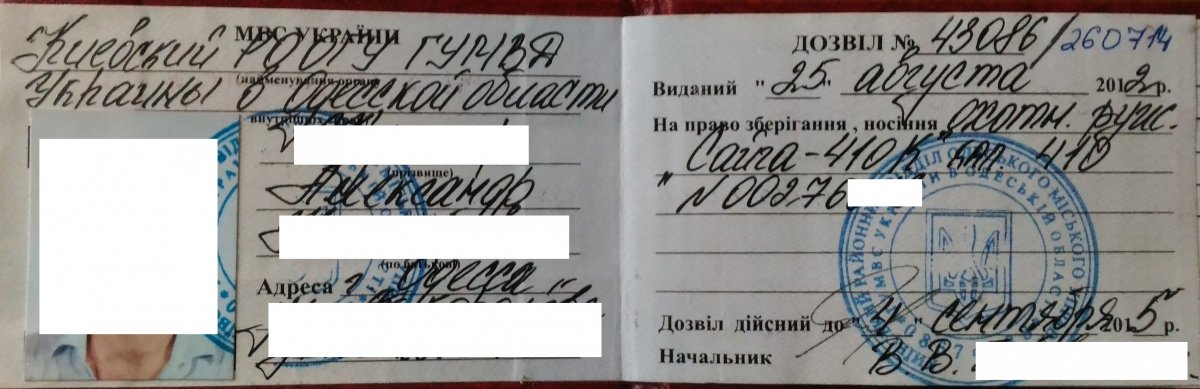 МВС УКРАЇНИ
Киевский РО ОГУ ГУМВД
(найменування органу
Украины в Одесской области
внутрішніх справ)
(прізвище)
Александр
(по батькові)
Адреса г. Одесса
ДОЗВІЛ № 43086/260714
Виданий "25" августа 2012 р.
На право зберігання, носіння охотн. руж.
"Сайга-410К" кал. 410
№ 00276
Дозвіл дійсний до "4" сентября 2015 р.
Начальник В.В.